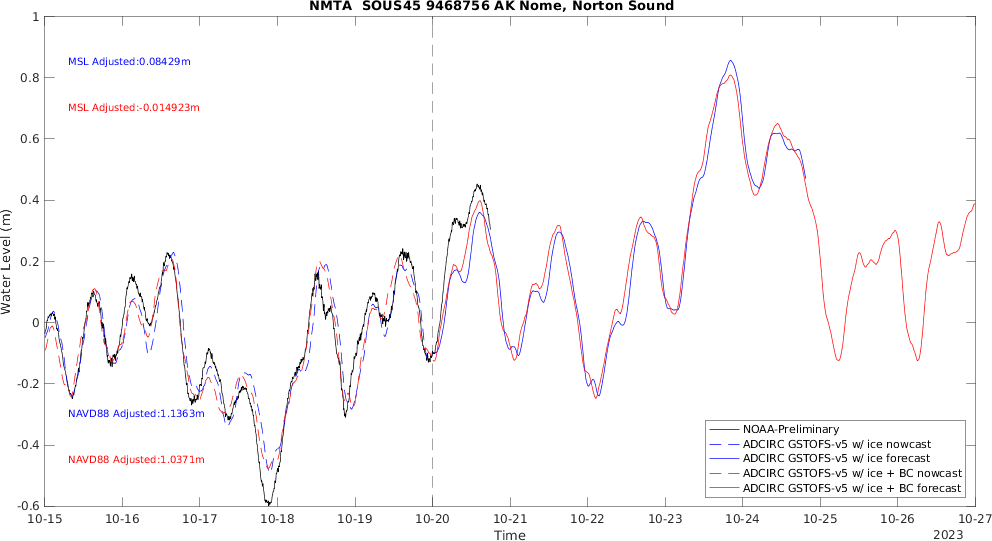 NMTA  SOUS45 9468756 AK Nome, Norton Sound
1
0.8
0.6
0.4
0.2
0
-0.2
-0.4
-0.6
Water Level (m)
MSL Adjusted:0.08429m
MSL Adjusted:-0.014923m
NAVD88 Adjusted:1.1363m
NAVD88 Adjusted:1.0371m
NOAA-Preliminary
ADCIRC GSTOFS-v5 w/ ice nowcast
ADCIRC GSTOFS-v5 w/ ice forecast
ADCIRC GSTOFS-v5 w/ ice + BC nowcast
ADCIRC GSTOFS-v5 w/ ice + BC forecast
10-15 10-16 10-17 10-18 10-19 10-20 10-21 10-22 10-23 10-24 10-25 10-26 10-27
Time
2023